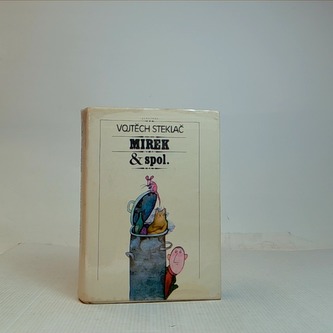 VOJTĚCH STEKLAČ
MIREK
& spol.